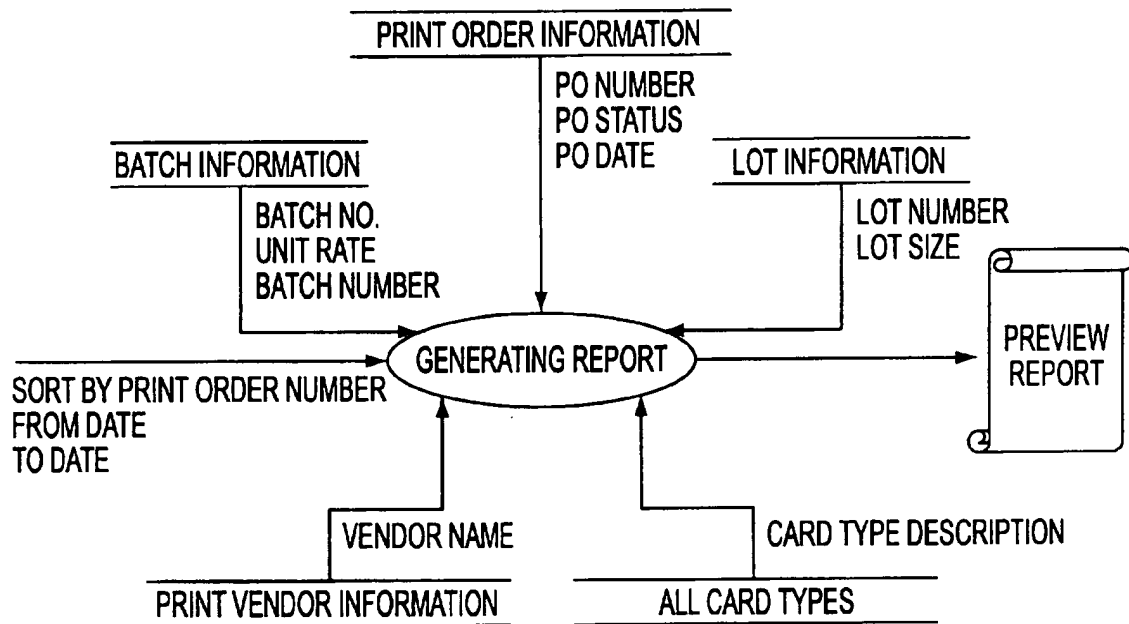 PRINT ORDER INFORMATION
PO NUMBER
PO STATUS
PO DATE
BATCH INFORMATION
BATCH NO.
UNIT RATE
BATCH NUMBER
LOT INFORMATION
LOT NUMBER
LOT SIZE
GENERATING REPORT
PREVIEW
REPORT
SORT BY PRINT ORDER NUMBER
FROM DATE
TO DATE
VENDOR NAME
PRINT VENDOR INFORMATION
CARD TYPE DESCRIPTION
ALL CARD TYPES